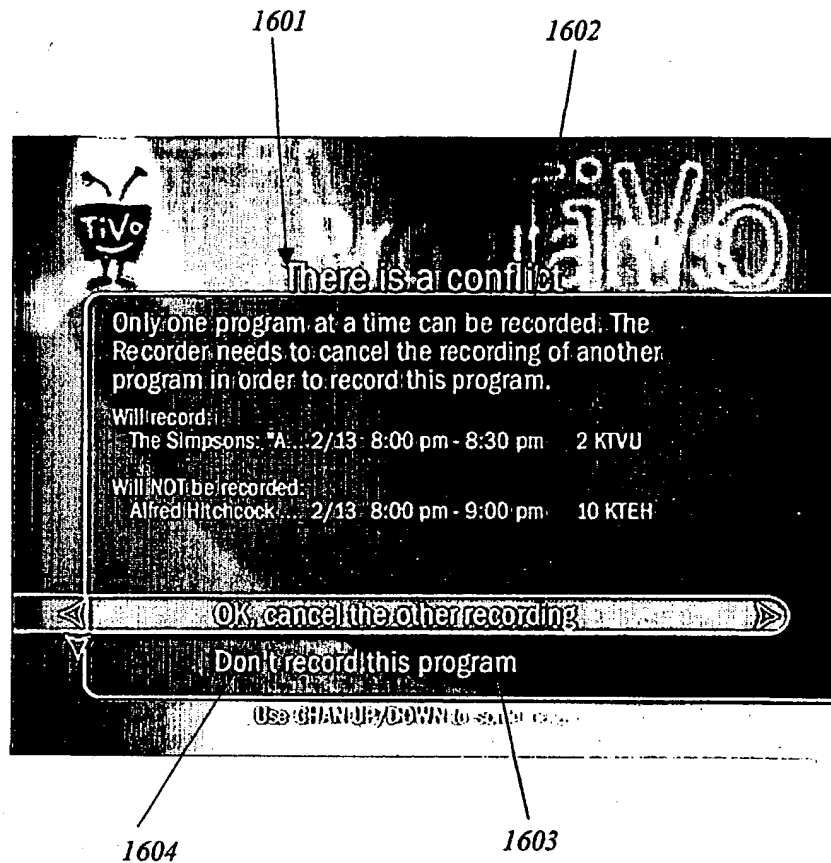 1601
1602
TiVo
TiVo
There is a conflict
Only one program at a time can be recorded. The
Recorder needs to cancel the recording of another
program in order to record this program.
Will record:
The Simpsons: "A... 2/13 8:00 pm - 8:30 pm 2 KTVU
Will NOT be recorded:
Alfred Hitchcock ... 2/13 8:00 pm - 9:00 pm 10 KTEH
OK, cancel the other recording
Don't record this program
Use CHAN UP/DOWN to
1604
1603